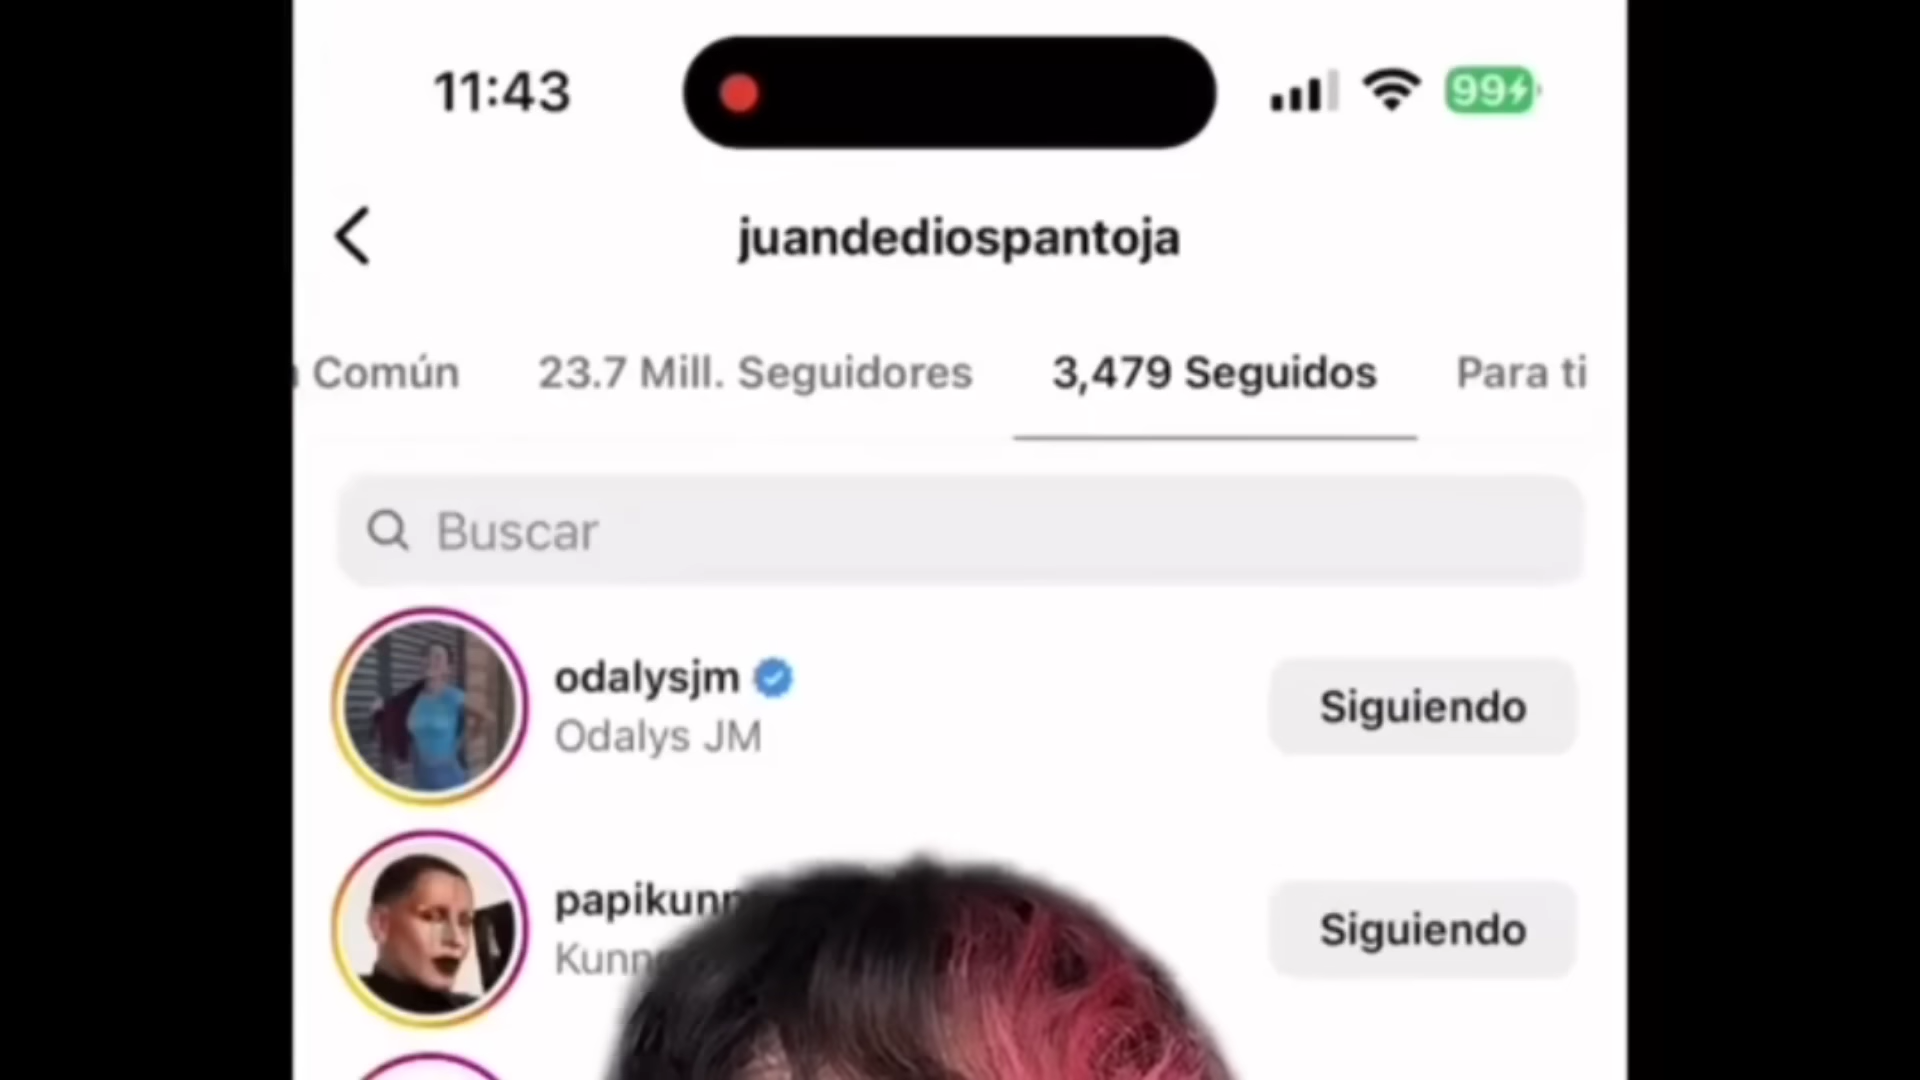 11:43
99
juandediospantoja
Común 23.7 Mill. Seguidores 3,479 Seguidos Para ti
Buscar
odalysjm
Odalys JM
Siguiendo
Siguiendo